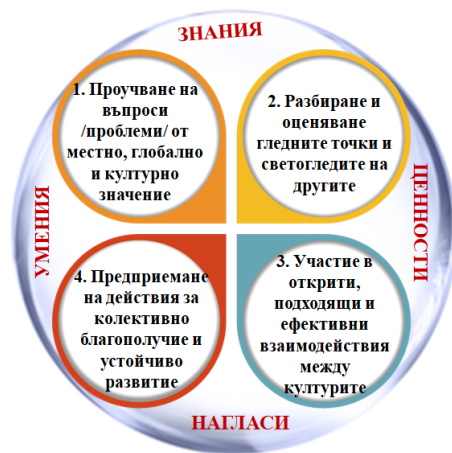 ЗНАНИЯ
1. Проучване на
въпроси
/проблеми/ от
местно, глобално
и културно
значение
2. Разбиране и
оценяване
гледните точки и
светогледите на
другите
УМЕНИЯ
ЦЕННОСТИ
4. Предприемане
на действия за
колективно
благополучие и
устойчиво
развитие
3. Участие в
открити,
подходящи и
ефективни
взаимодействия
между
културите
НАГЛАСИ